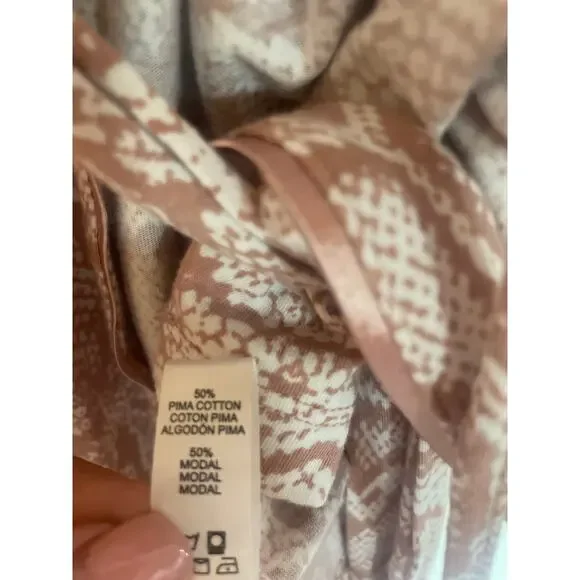 50%
PIMA COTTON
COTON PIMA
ALGODÓN PIMA
50%
MODAL
MODAL
MODAL